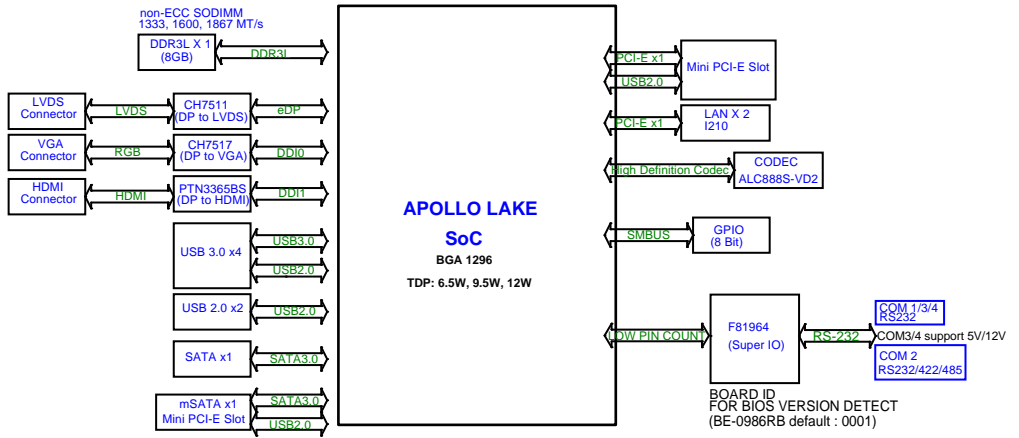 non-ECC SODIMM
1333, 1600, 1867 MT/s
DDR3L X 1
(8GB)
DDR3L
LVDS
Connector
LVDS
CH7511
(DP to LVDS)
eDP
VGA
Connector
RGB
CH7517
(DP to VGA)
DDI0
HDMI
Connector
HDMI
PTN3365BS
(DP to HDMI)
DDI1
USB 3.0 x4
USB3.0
USB2.0
USB 2.0 x2
USB2.0
SATA x1
SATA3.0
mSATA x1
Mini PCI-E Slot
SATA3.0
USB2.0
APOLLO LAKE
SoC
BGA 1296
TDP: 6.5W, 9.5W, 12W
PCI-E x1
USB2.0
Mini PCI-E Slot
PCI-E x1
LAN X 2
I210
High Definition Codec
CODEC
ALC888S-VD2
SMBUS
GPIO
(8 Bit)
LOW PIN COUNT
F81964
(Super IO)
RS-232
COM 1/3/4
RS232
COM3/4 support 5V/12V
COM 2
RS232/422/485
BOARD ID
FOR BIOS VERSION DETECT
(BE-0986RB default : 0001)